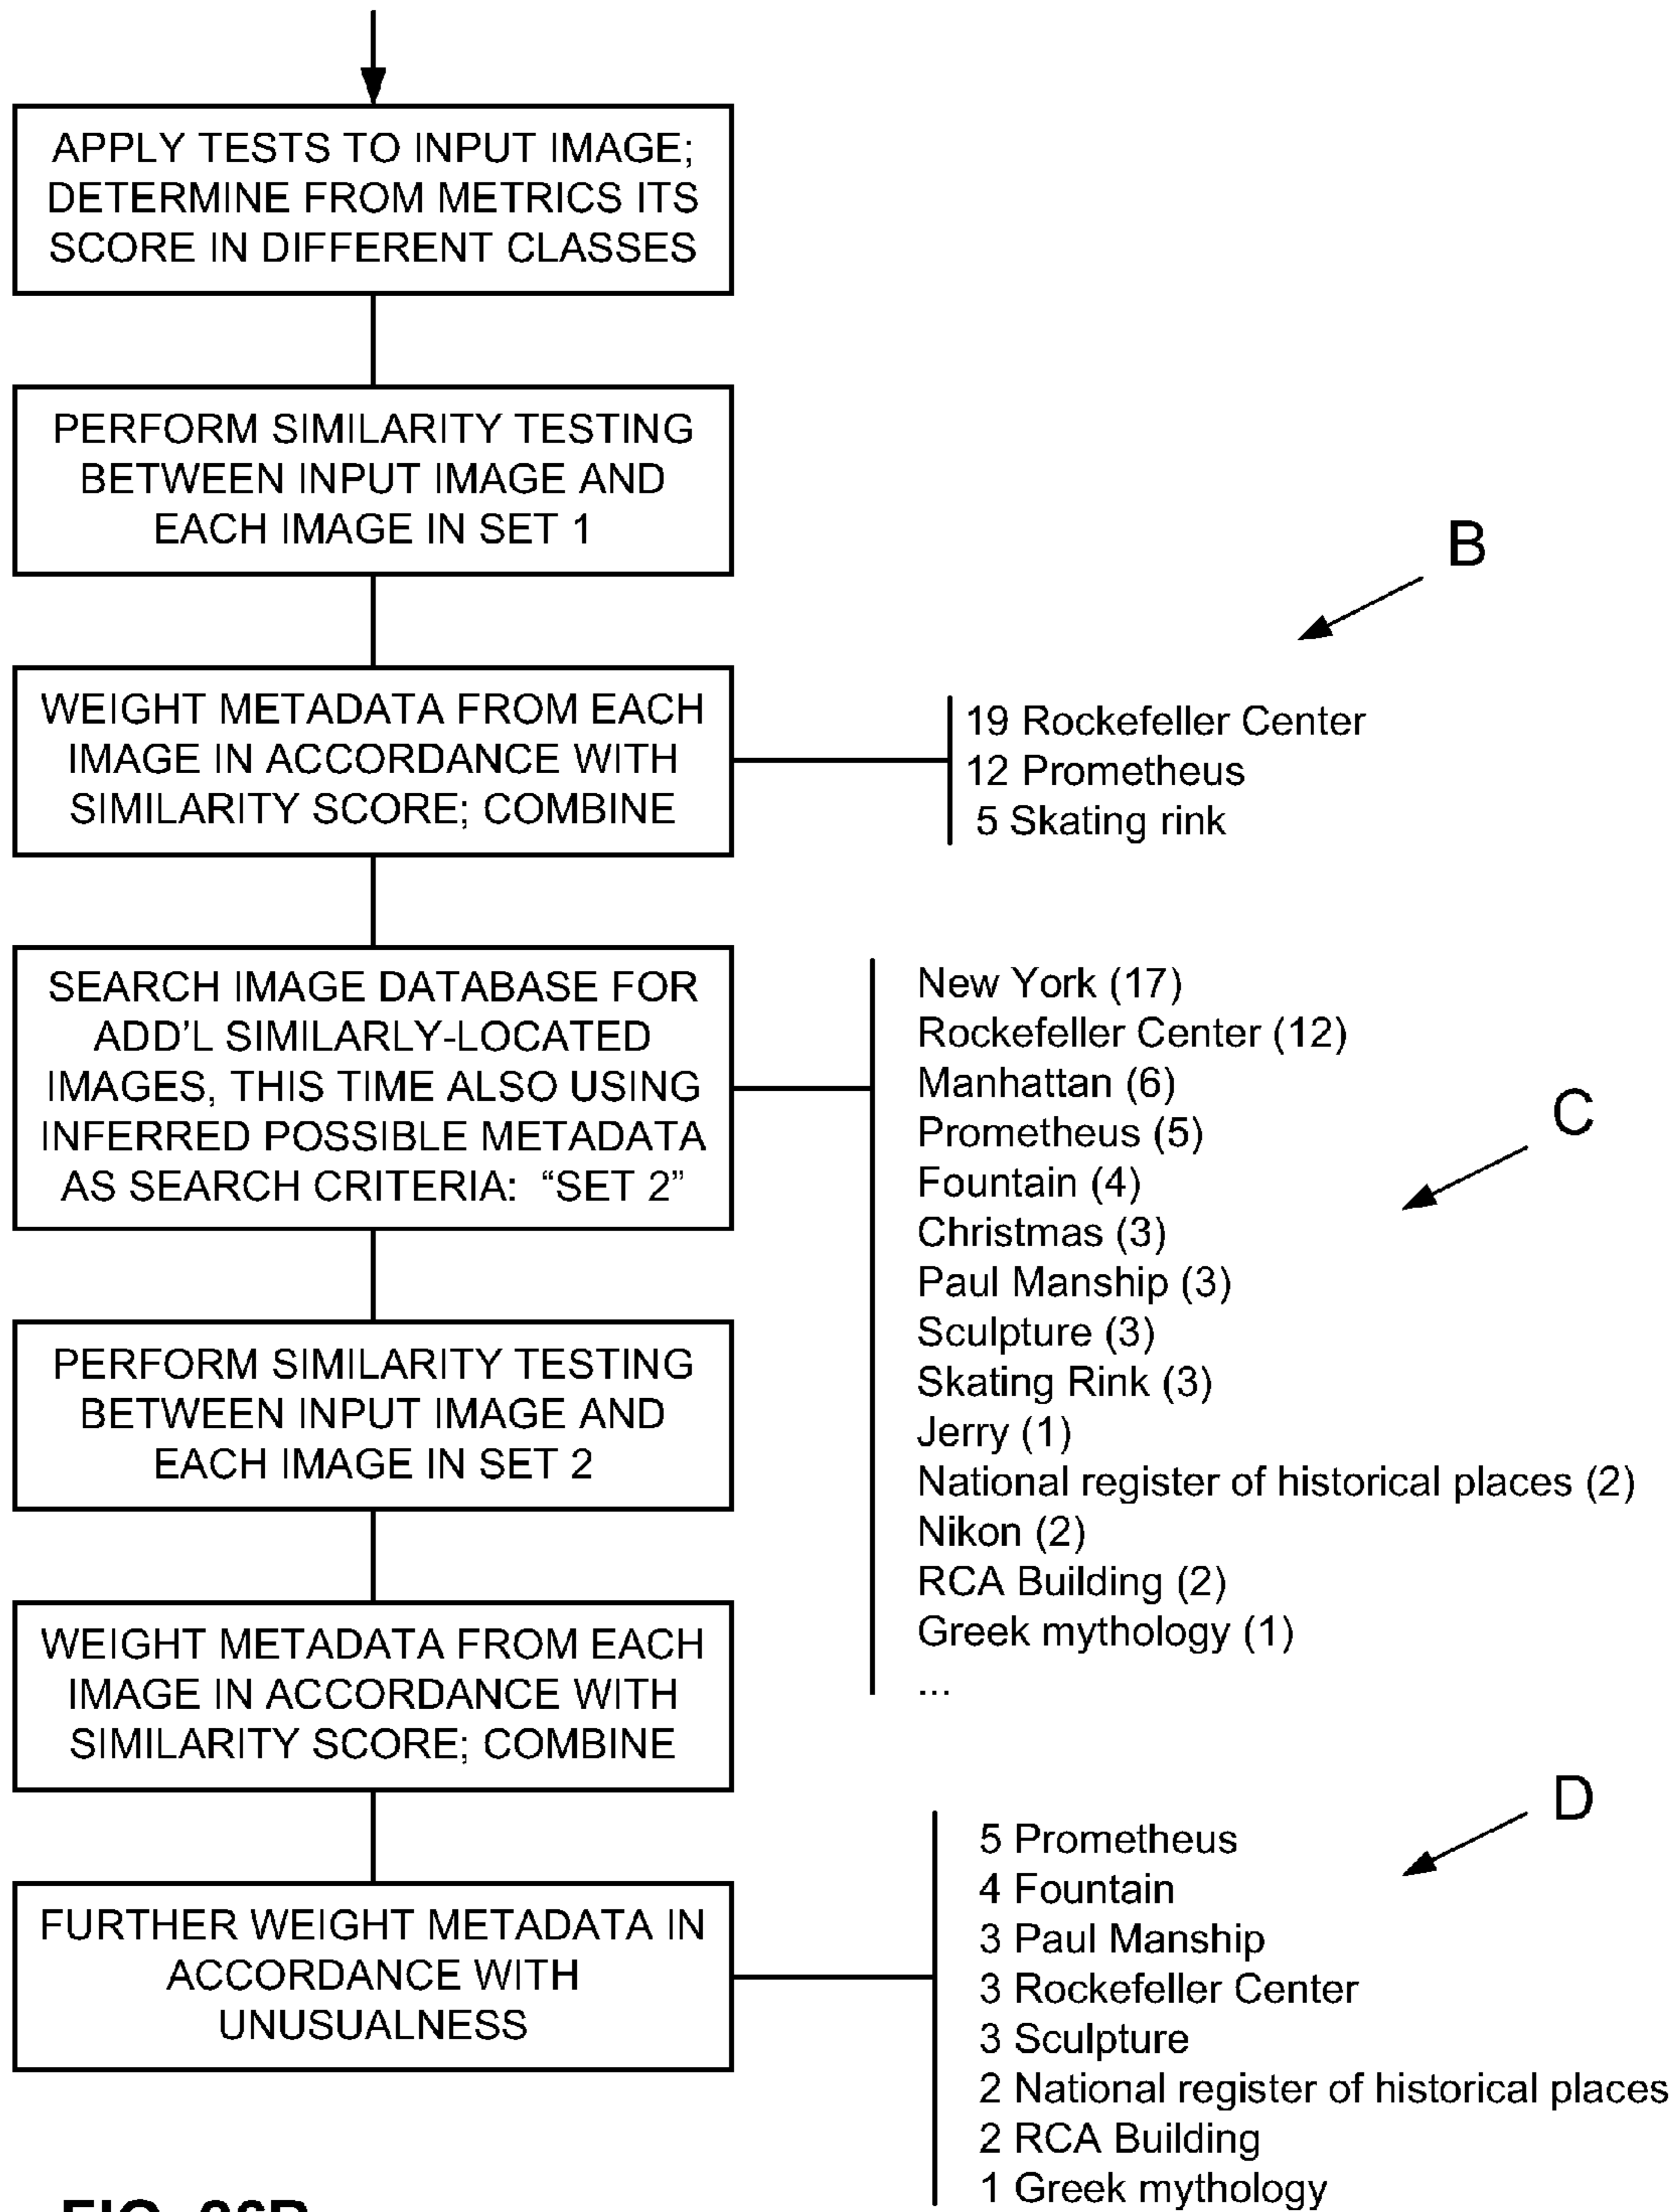 APPLY TESTS TO INPUT IMAGE;
DETERMINE FROM METRICS ITS
SCORE IN DIFFERENT CLASSES
PERFORM SIMILARITY TESTING
BETWEEN INPUT IMAGE AND
EACH IMAGE IN SET 1
B
WEIGHT METADATA FROM EACH
IMAGE IN ACCORDANCE WITH
SIMILARITY SCORE; COMBINE
19 Rockefeller Center
12 Prometheus
5 Skating rink
SEARCH IMAGE DATABASE FOR
ADD'L SIMILARLY-LOCATED
IMAGES, THIS TIME ALSO USING
INFERRED POSSIBLE METADATA
AS SEARCH CRITERIA: “SET 2”
New York (17)
Rockefeller Center (12)
Manhattan (6)
Prometheus (5)
Fountain (4)
Christmas (3)
Paul Manship (3)
Sculpture (3)
Skating Rink (3)
Jerry (1)
National register of historical places (2)
Nikon (2)
RCA Building (2)
Greek mythology (1)
...
C
PERFORM SIMILARITY TESTING
BETWEEN INPUT IMAGE AND
EACH IMAGE IN SET 2
WEIGHT METADATA FROM EACH
IMAGE IN ACCORDANCE WITH
SIMILARITY SCORE; COMBINE
D
FURTHER WEIGHT METADATA IN
ACCORDANCE WITH
UNUSUALNESS
5 Prometheus
4 Fountain
3 Paul Manship
3 Rockefeller Center
3 Sculpture
2 National register of historical places
2 RCA Building
1 Greek mythology
FIG.